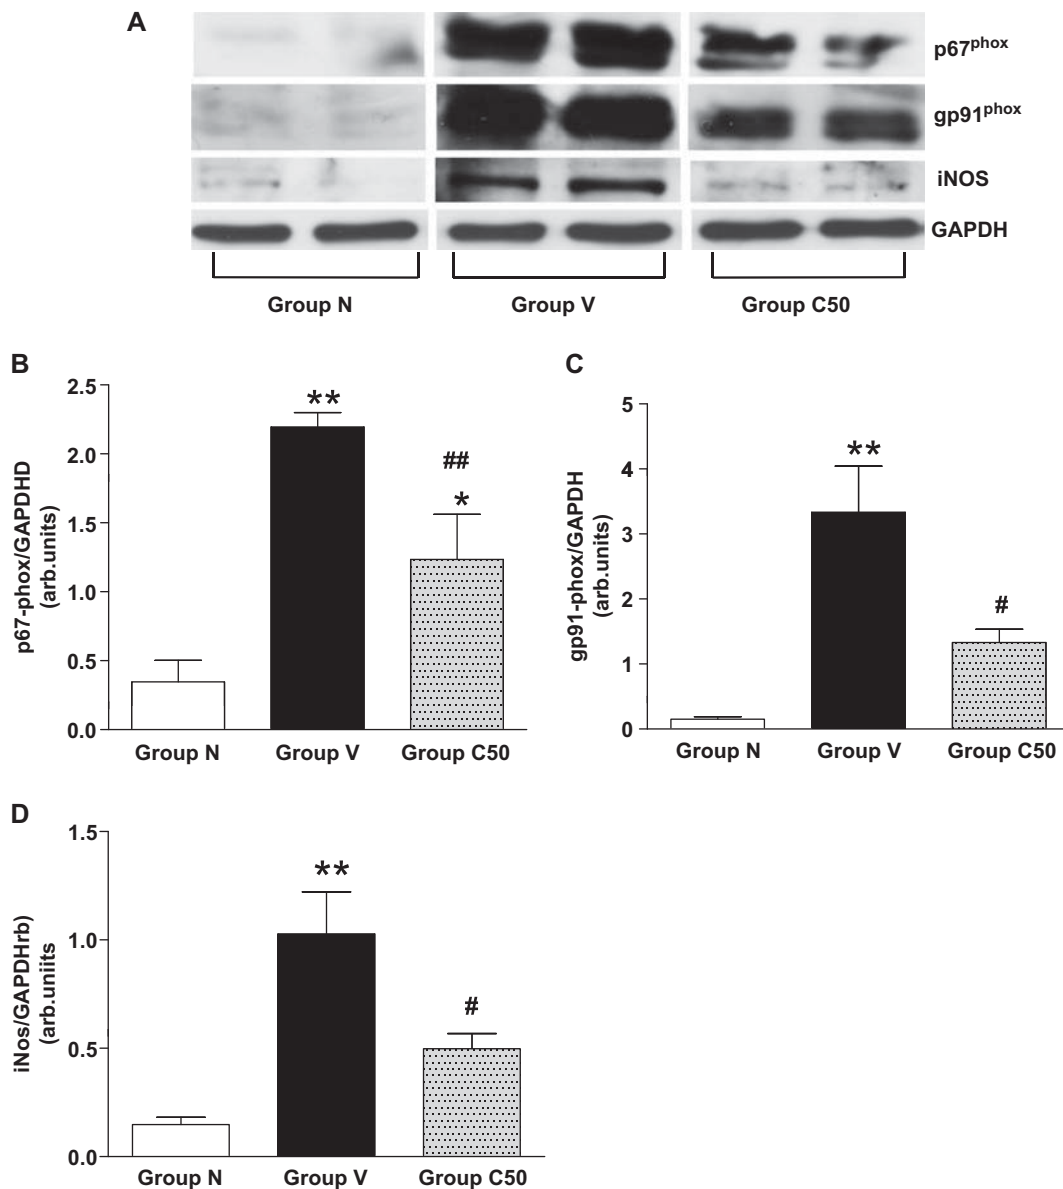 A
p67phox
gp91phox
iNOS
GAPDH
Group N
Group V
Group C50
B
p67-phox/GAPDHD
(arb.units)
2.5
2.0
1.5
1.0
0.5
0.0
**
##
*
Group N
Group V
Group C50
C
gp91-phox/GAPDH
(arb.units)
5
4
3
2
1
0
**
#
Group N
Group V
Group C50
D
iNos/GAPDHrb)
(arb.uniits
1.5
1.0
0.5
0.0
**
#
Group N
Group V
Group C50